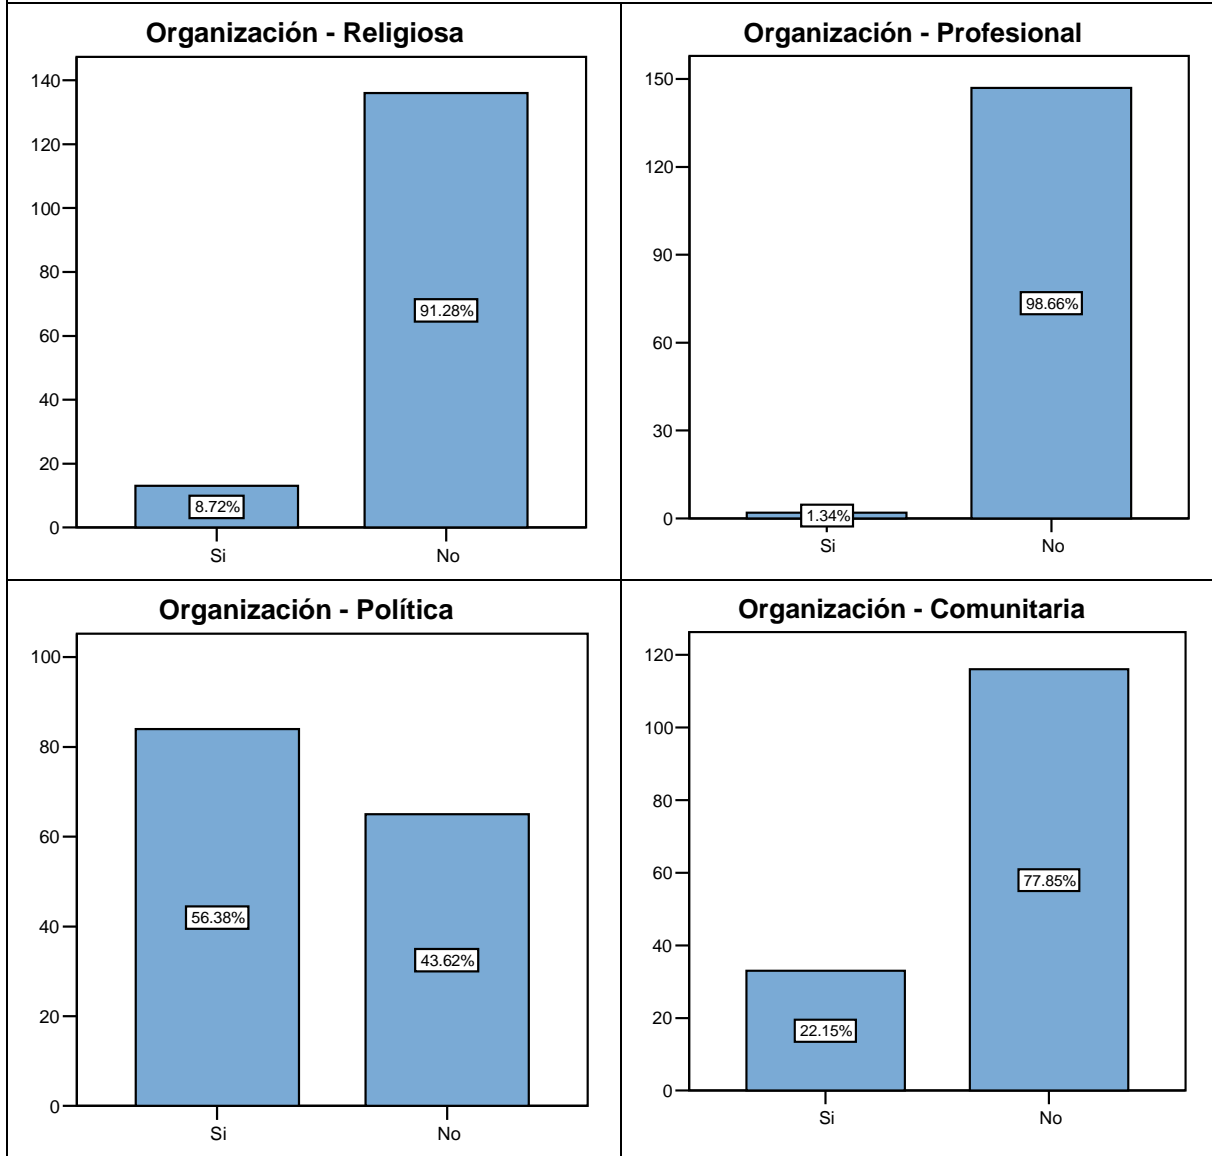 Organización - Religiosa
140
120
100
80
60
40
20
0
91.28%
8.72%
Si
No
Organización - Profesional
150
120
90
60
30
0
98.66%
1.34%
Si
No
Organización - Política
100
80
60
40
20
0
56.38%
43.62%
Si
No
Organización - Comunitaria
120
100
80
60
40
20
0
77.85%
22.15%
Si
No